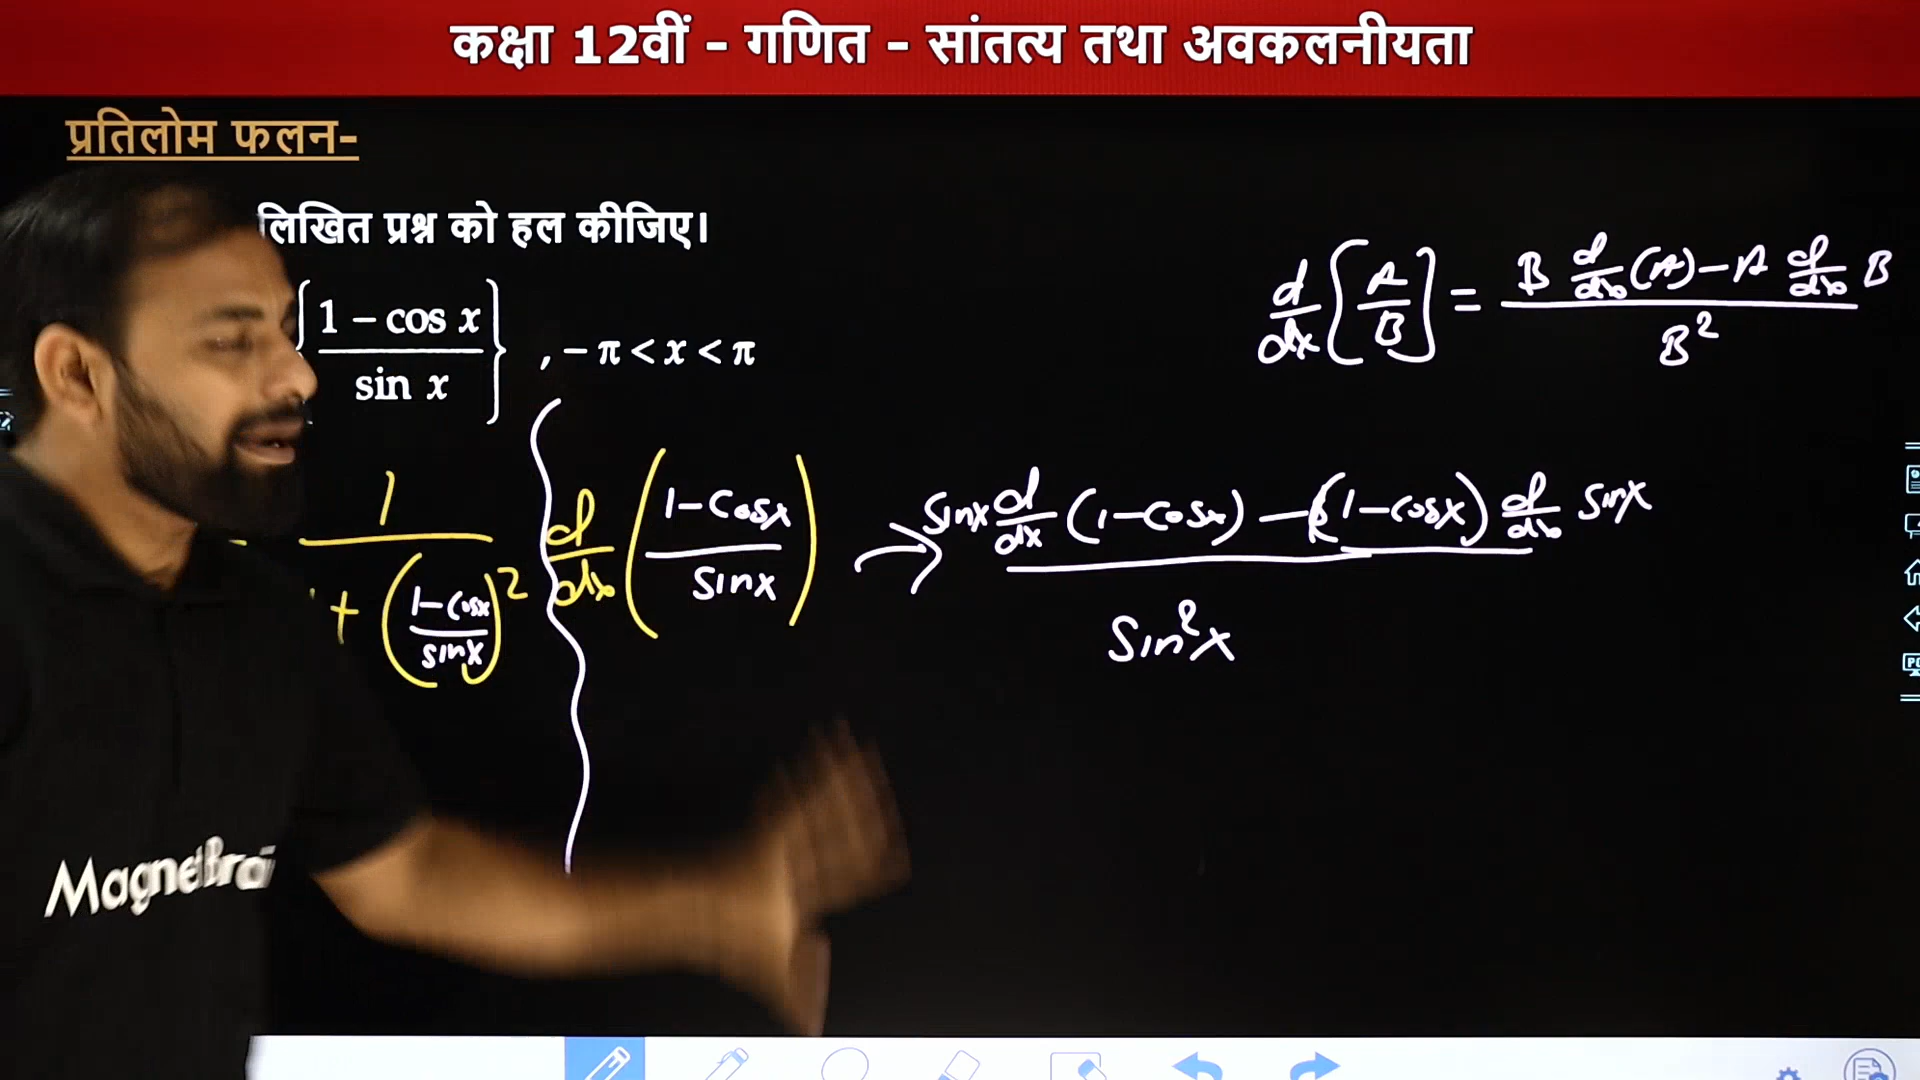 कक्षा 12वीं - गणित - सांतत्य तथा अवकलनीयता
प्रतिलोम फलन-
लिखित प्रश्न को हल कीजिए।
{(1 - cos x)/(sin x)} , - π < x < π
d/dx [A/B] = (B d/dx (A) - A d/dx B)/B²
1/(+ ((1-cosx)/(sinx))²) d/dx ((1-cosx)/(sinx)) → (sinx d/dx (1-cosx) - (1-cosx) d/dx sinx)/(sin²x)
MagnetBrai